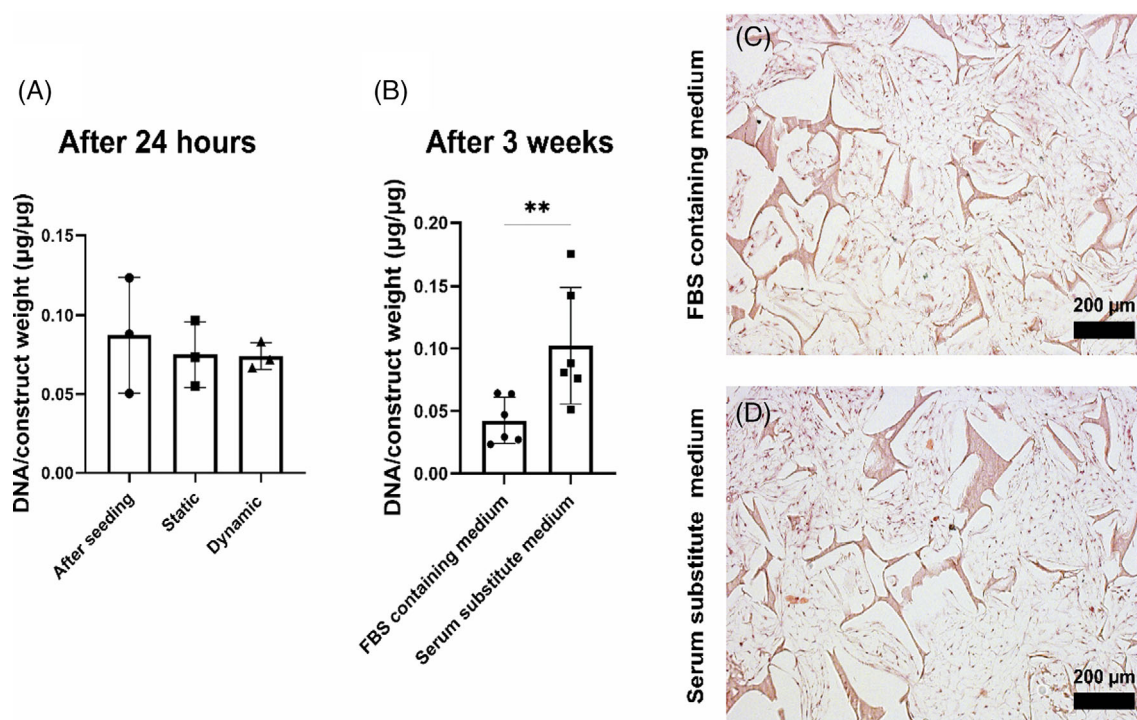 (A)
After 24 hours
DNA/construct weight (µg/µg)
0.15
0.10
0.05
0.00
After seeding
Static
Dynamic
(B)
After 3 weeks
**
DNA/construct weight (µg/µg)
0.20
0.15
0.10
0.05
0.00
FBS containing medium
Serum substitute medium
(C)
FBS containing medium
200 µm
(D)
Serum substitute medium
200 µm